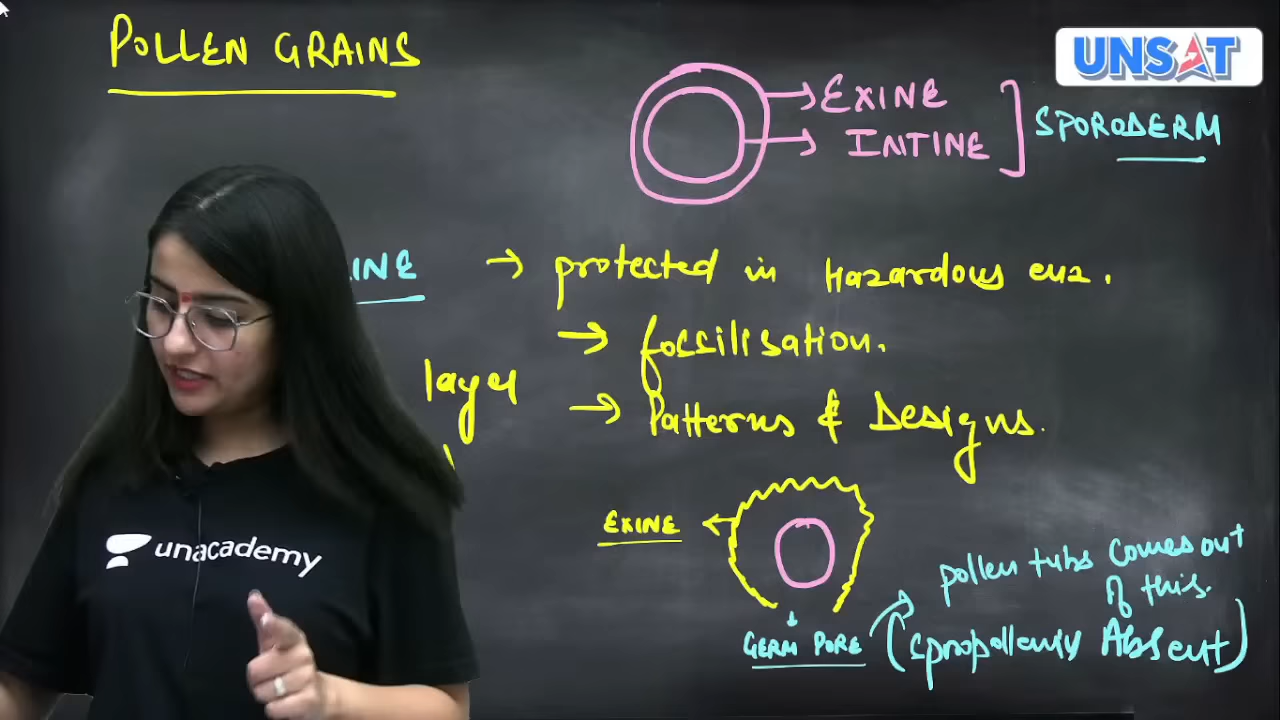 POLLEN GRAINS
UNSAT
EXINE
INTINE
SPORODERM
INE → protected in Hazardous env.
→ fossilisation.
layer → Patterns & Designs.
EXINE
pollen tube comes out
of this.
GERM PORE (sporopollenin Absent)
unacademy